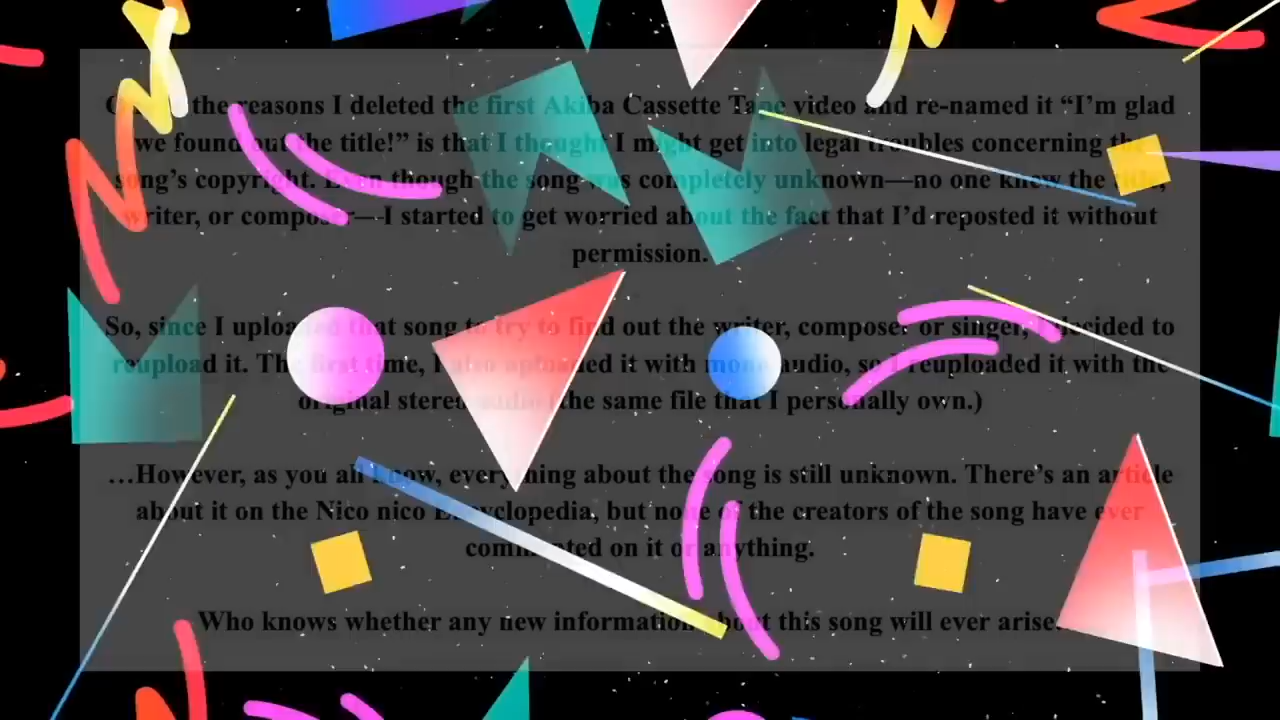 One of the reasons I deleted the first Akiba Cassette Tape video and re-named it “I’m glad
we found out the title!” is that I thought I might get into legal troubles concerning the
song’s copyright. Even though the song was completely unknown—no one knew the title,
writer, or composer—I started to get worried about the fact that I’d reposted it without
permission.
So, since I uploaded that song to try to find out the writer, composer or singer, I decided to
reupload it. The first time, I also uploaded it with mono audio, so I reuploaded it with the
original stereo audio (the same file that I personally own.)
…However, as you all know, everything about the song is still unknown. There’s an article
about it on the Nico nico Encyclopedia, but none of the creators of the song have ever
commented on it or anything.
Who knows whether any new information about this song will ever arise.